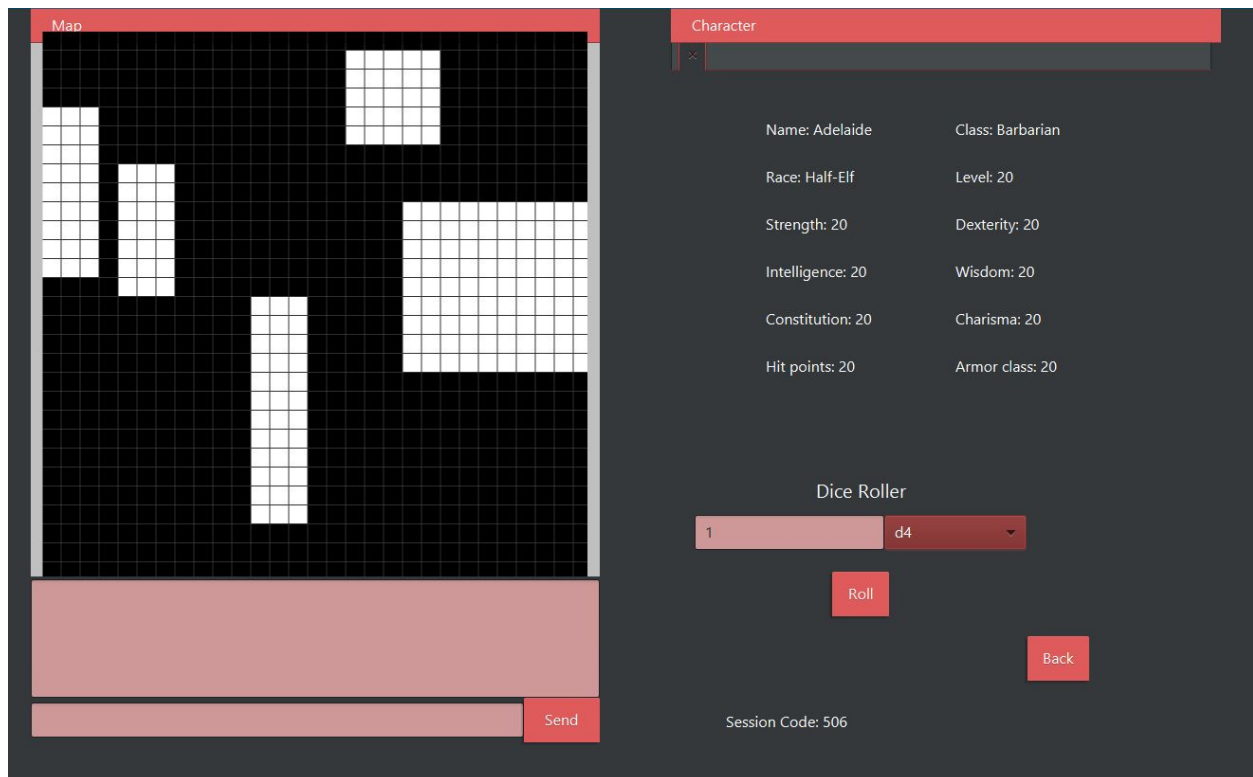 Map
Character
×
Name: Adelaide
Class: Barbarian
Race: Half-Elf
Level: 20
Strength: 20
Dexterity: 20
Intelligence: 20
Wisdom: 20
Constitution: 20
Charisma: 20
Hit points: 20
Armor class: 20
Dice Roller
1
d4
Roll
Back
Send
Session Code: 506